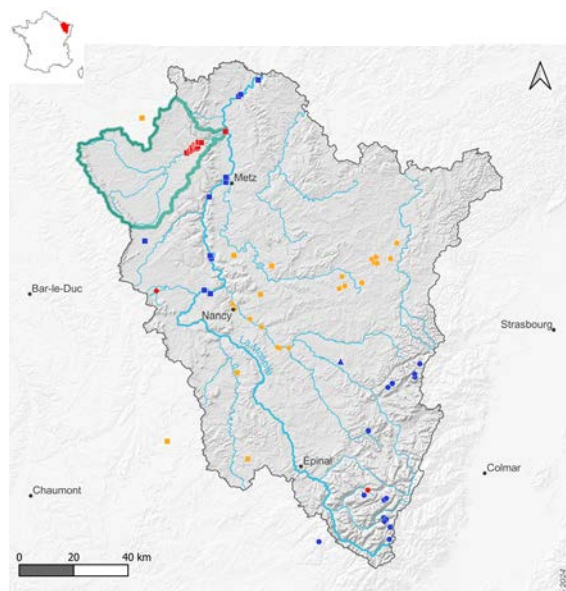 Metz
Bar-le-Duc
Nancy
Strasbourg
La Moselle
Épinal
Colmar
Chaumont
0 20 40 km
2024